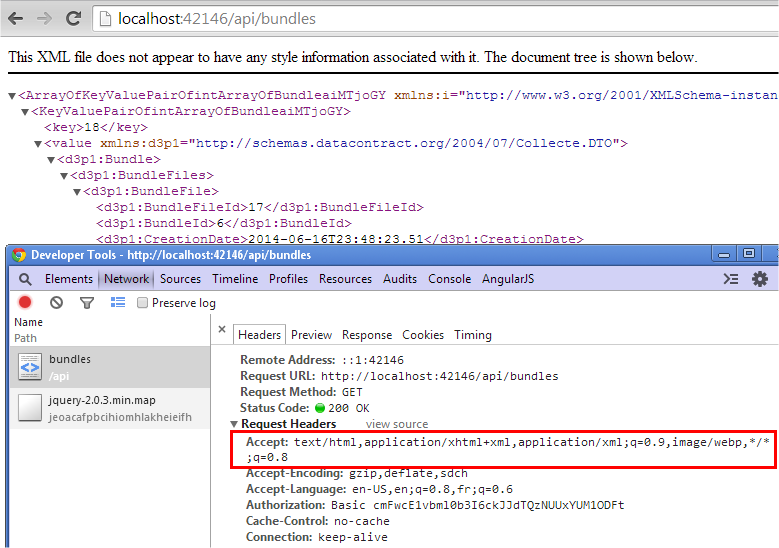 localhost:42146/api/bundles
This XML file does not appear to have any style information associated with it. The document tree is shown below.
▼<ArrayOfKeyValuePairOfintArrayOfBundleaiMTjoGY xmlns:i="http://www.w3.org/2001/XMLSchema-instan
▼<KeyValuePairOfintArrayOfBundleaiMTjoGY>
<key>18</key>
▼<value xmlns:d3p1="http://schemas.datacontract.org/2004/07/Collecte.DTO">
▼<d3p1:Bundle>
▼<d3p1:BundleFiles>
▼<d3p1:BundleFile>
<d3p1:BundleFileId>17</d3p1:BundleFileId>
<d3p1:BundleId>6</d3p1:BundleId>
<d3p1:CreationDate>2014-06-16T23:48:23.51</d3p1:CreationDate>
Developer Tools - http://localhost:42146/api/bundles
Elements Network Sources Timeline Profiles Resources Audits Console AngularJS
Preserve log
Name
Path
bundles
/api
jquery-2.0.3.min.map
jeoacafpbcihiomhlakheieifh
× Headers Preview Response Cookies Timing
Remote Address: ::1:42146
Request URL: http://localhost:42146/api/bundles
Request Method: GET
Status Code: 200 OK
▼Request Headers view source
Accept: text/html,application/xhtml+xml,application/xml;q=0.9,image/webp,*/*
;q=0.8
Accept-Encoding: gzip,deflate,sdch
Accept-Language: en-US,en;q=0.8,fr;q=0.6
Authorization: Basic cmFwcE1vbml0b3I6ckJJdTQzNUUxYUM1ODFt
Cache-Control: no-cache
Connection: keep-alive